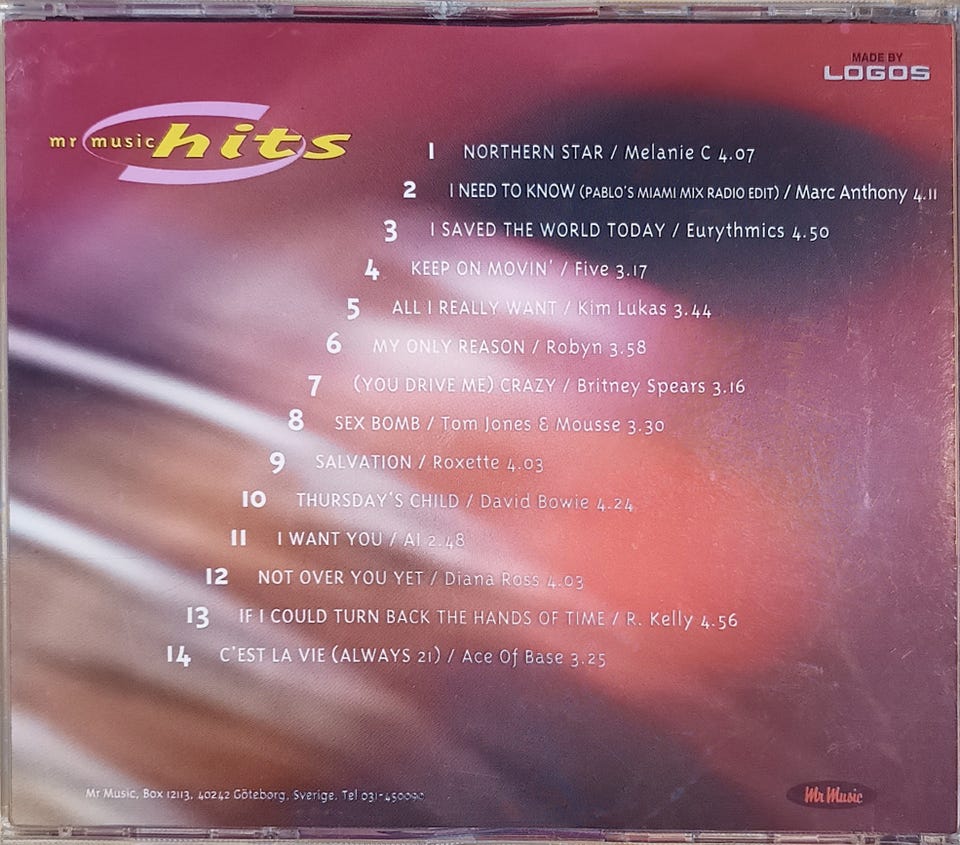 MADE BY
LOGOS
mr music hits
1 NORTHERN STAR / Melanie C 4.07
2 I NEED TO KNOW (PABLO'S MIAMI MIX RADIO EDIT) / Marc Anthony 4.11
3 I SAVED THE WORLD TODAY / Eurythmics 4.50
4 KEEP ON MOVIN' / Five 3.17
5 ALL I REALLY WANT / Kim Lukas 3.44
6 MY ONLY REASON / Robyn 3.58
7 (YOU DRIVE ME) CRAZY / Britney Spears 3.16
8 SEX BOMB / Tom Jones & Mousse 3.30
9 SALVATION / Roxette 4.03
10 THURSDAY'S CHILD / David Bowie 4.24
11 I WANT YOU / AI 2.48
12 NOT OVER YOU YET / Diana Ross 4.03
13 IF I COULD TURN BACK THE HANDS OF TIME / R. Kelly 4.56
14 C'EST LA VIE (ALWAYS 21) / Ace Of Base 3.25
Mr Music, Box 12113, 40242 Göteborg, Sverige. Tel 031-450090
Mr Music